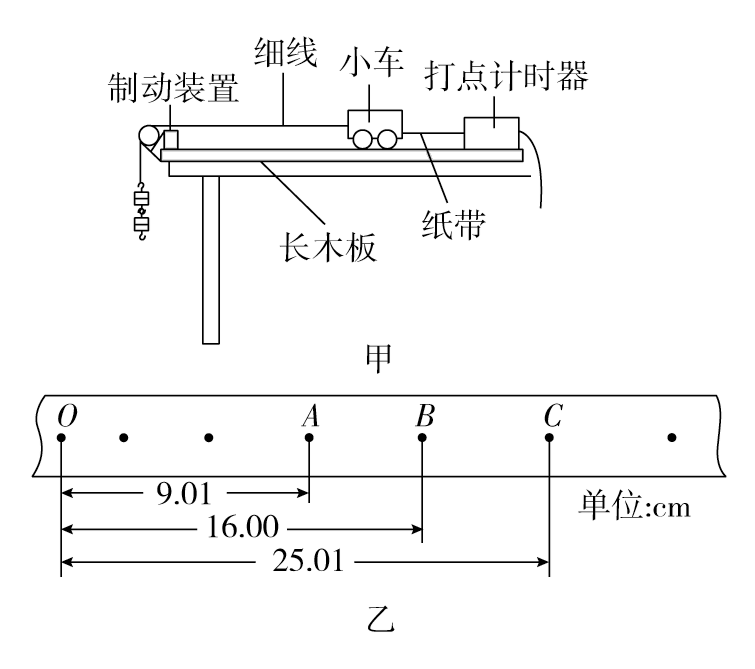 细线
小车
制动装置
打点计时器
纸带
长木板
甲
O A B C
9.01
单位:cm
16.00
25.01
乙